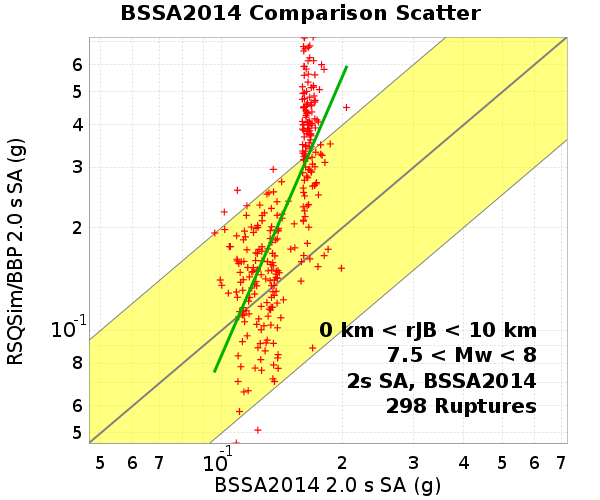 BSSA2014 Comparison Scatter
RSQSim/BBP 2.0 s SA (g)
6
5
4
3
2
10-1
8
6
5
0 km < rJB < 10 km
7.5 < Mw < 8
2s SA, BSSA2014
298 Ruptures
5 6 7 10-1 2 3 4 5 6 7
BSSA2014 2.0 s SA (g)